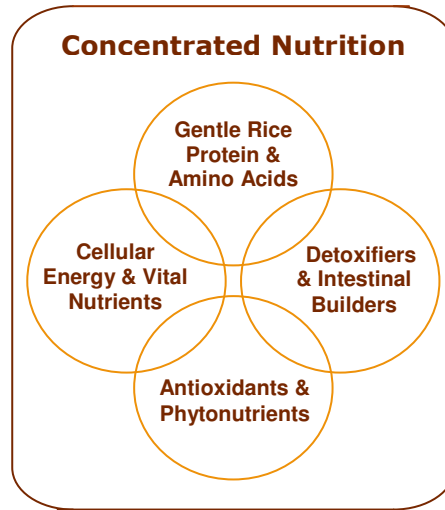 Concentrated Nutrition
Gentle Rice
Protein &
Amino Acids
Cellular
Energy & Vital
Nutrients
Detoxifiers
& Intestinal
Builders
Antioxidants &
Phytonutrients